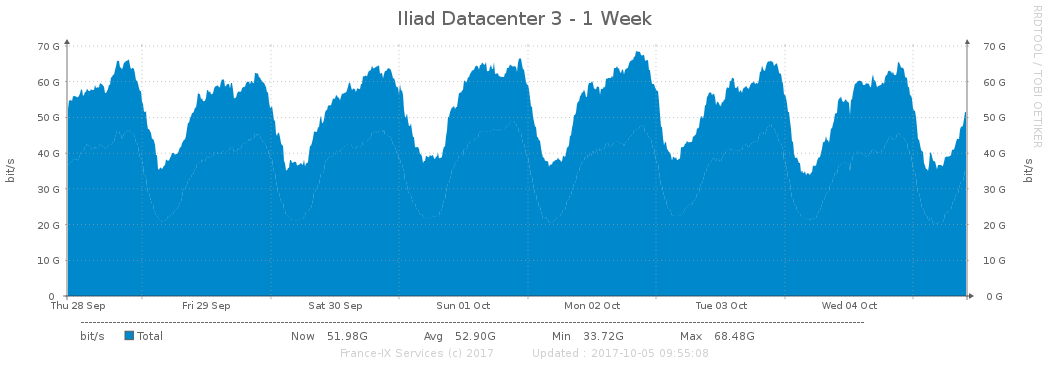 Iliad Datacenter 3 - 1 Week
RRDTOOL / TOBI OETIKER
70 G 70 G
60 G 60 G
50 G 50 G
40 G 40 G
30 G 30 G
20 G 20 G
10 G 10 G
0 0 G
bit/s
bit/s
Thu 28 Sep Fri 29 Sep Sat 30 Sep Sun 01 Oct Mon 02 Oct Tue 03 Oct Wed 04 Oct
bit/s Total Now 51.98G Avg 52.90G Min 33.72G Max 68.48G
France-IX Services (c) 2017 Updated : 2017-10-05 09:55:08